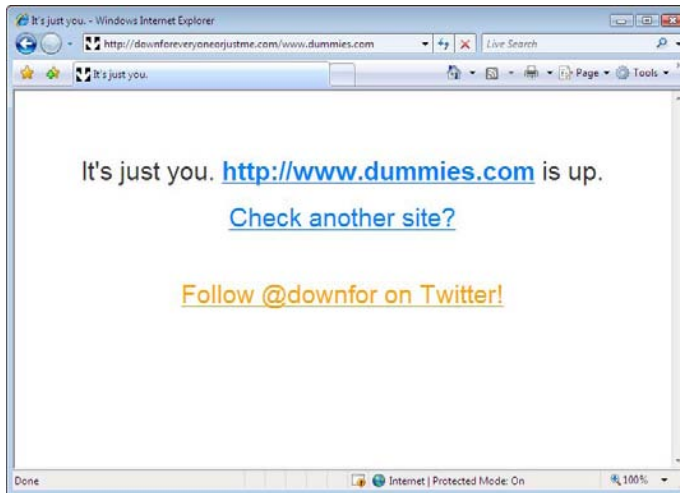 It's just you. - Windows Internet Explorer
http://downforeveryoneorjustme.com/www.dummies.com
Live Search
It's just you.
Page
Tools
It's just you. http://www.dummies.com is up.
Check another site?
Follow @downfor on Twitter!
Done
Internet | Protected Mode: On
100%